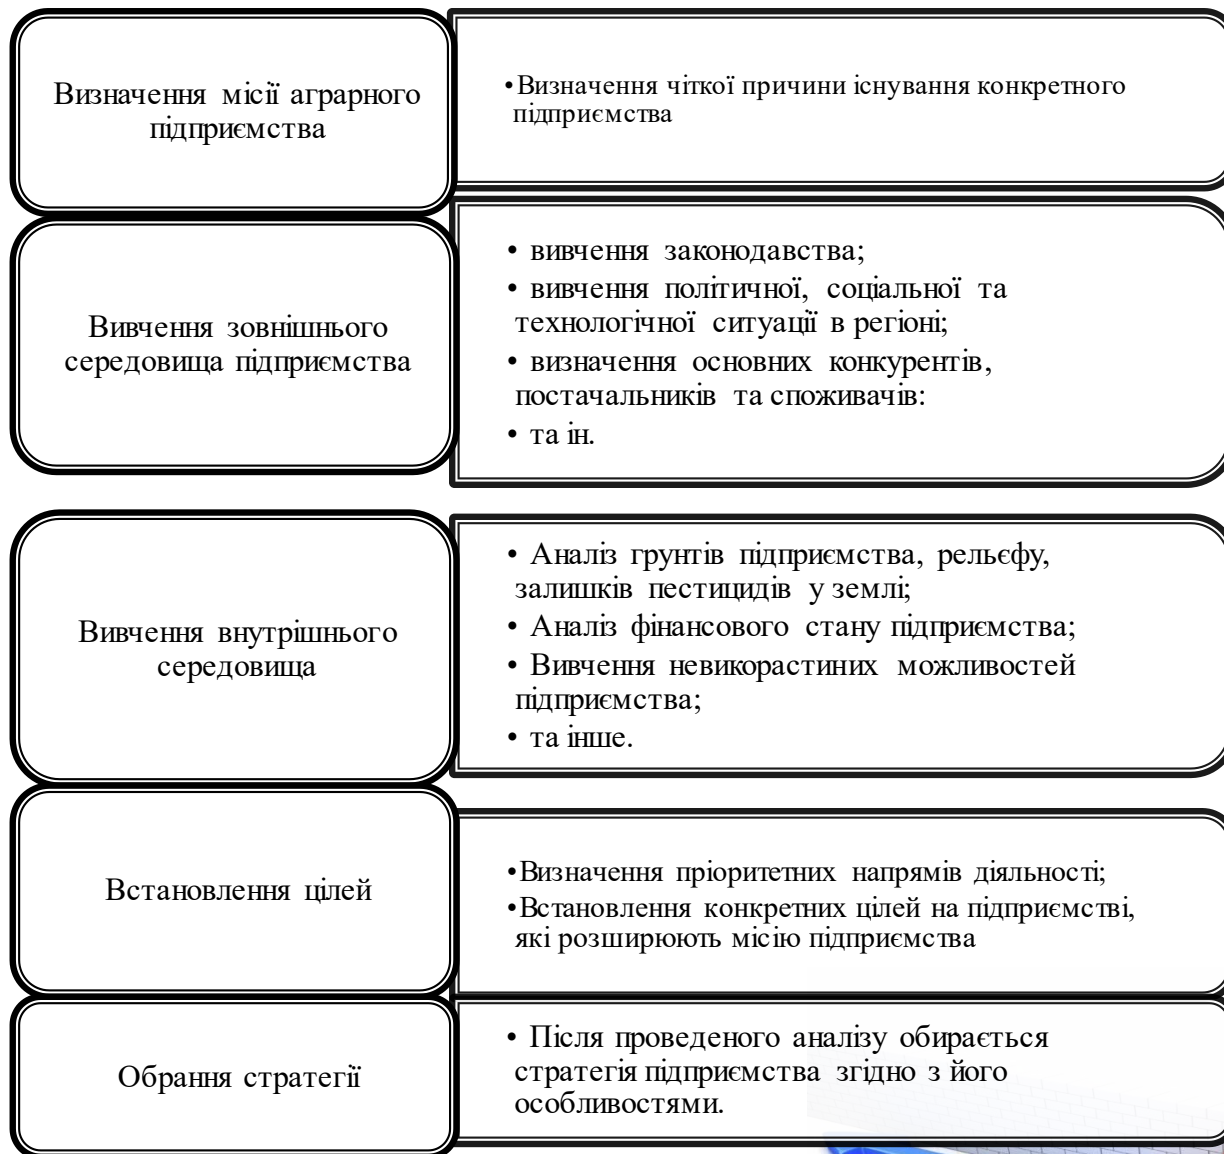 Визначення місії аграрного
підприємства
•Визначення чіткої причини існування конкретного
підприємства
Вивчення зовнішнього
середовища підприємства
• вивчення законодавства;
• вивчення політичної, соціальної та
технологічної ситуації в регіоні;
• визначення основних конкурентів,
постачальників та споживачів:
• та ін.
Вивчення внутрішнього
середовища
• Аналіз грунтів підприємства, рельєфу,
залишків пестицидів у землі;
• Аналіз фінансового стану підприємства;
• Вивчення невикорастиних можливостей
підприємства;
• та інше.
Встановлення цілей
•Визначення пріоритетних напрямів діяльності;
•Встановлення конкретних цілей на підприємстві,
які розширюють місію підприємства
Обрання стратегії
• Після проведеного аналізу обирається
стратегія підприємства згідно з його
особливостями.